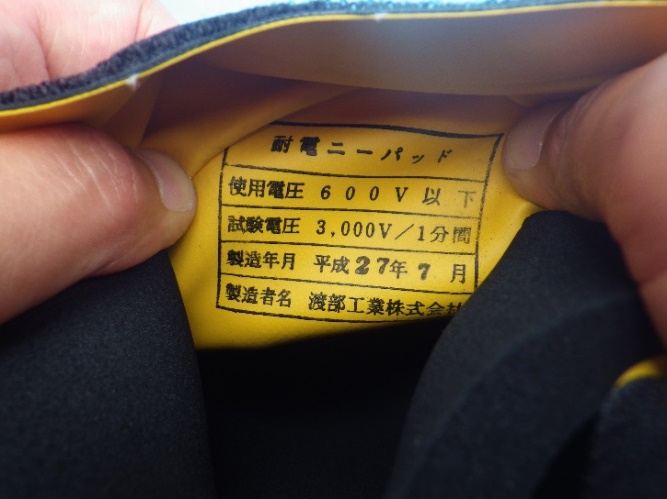 耐電ニーパッド
使用電圧 600V以下
試験電圧 3,000V/1分間
製造年月 平成27年7月
製造者名 渡部工業株式会